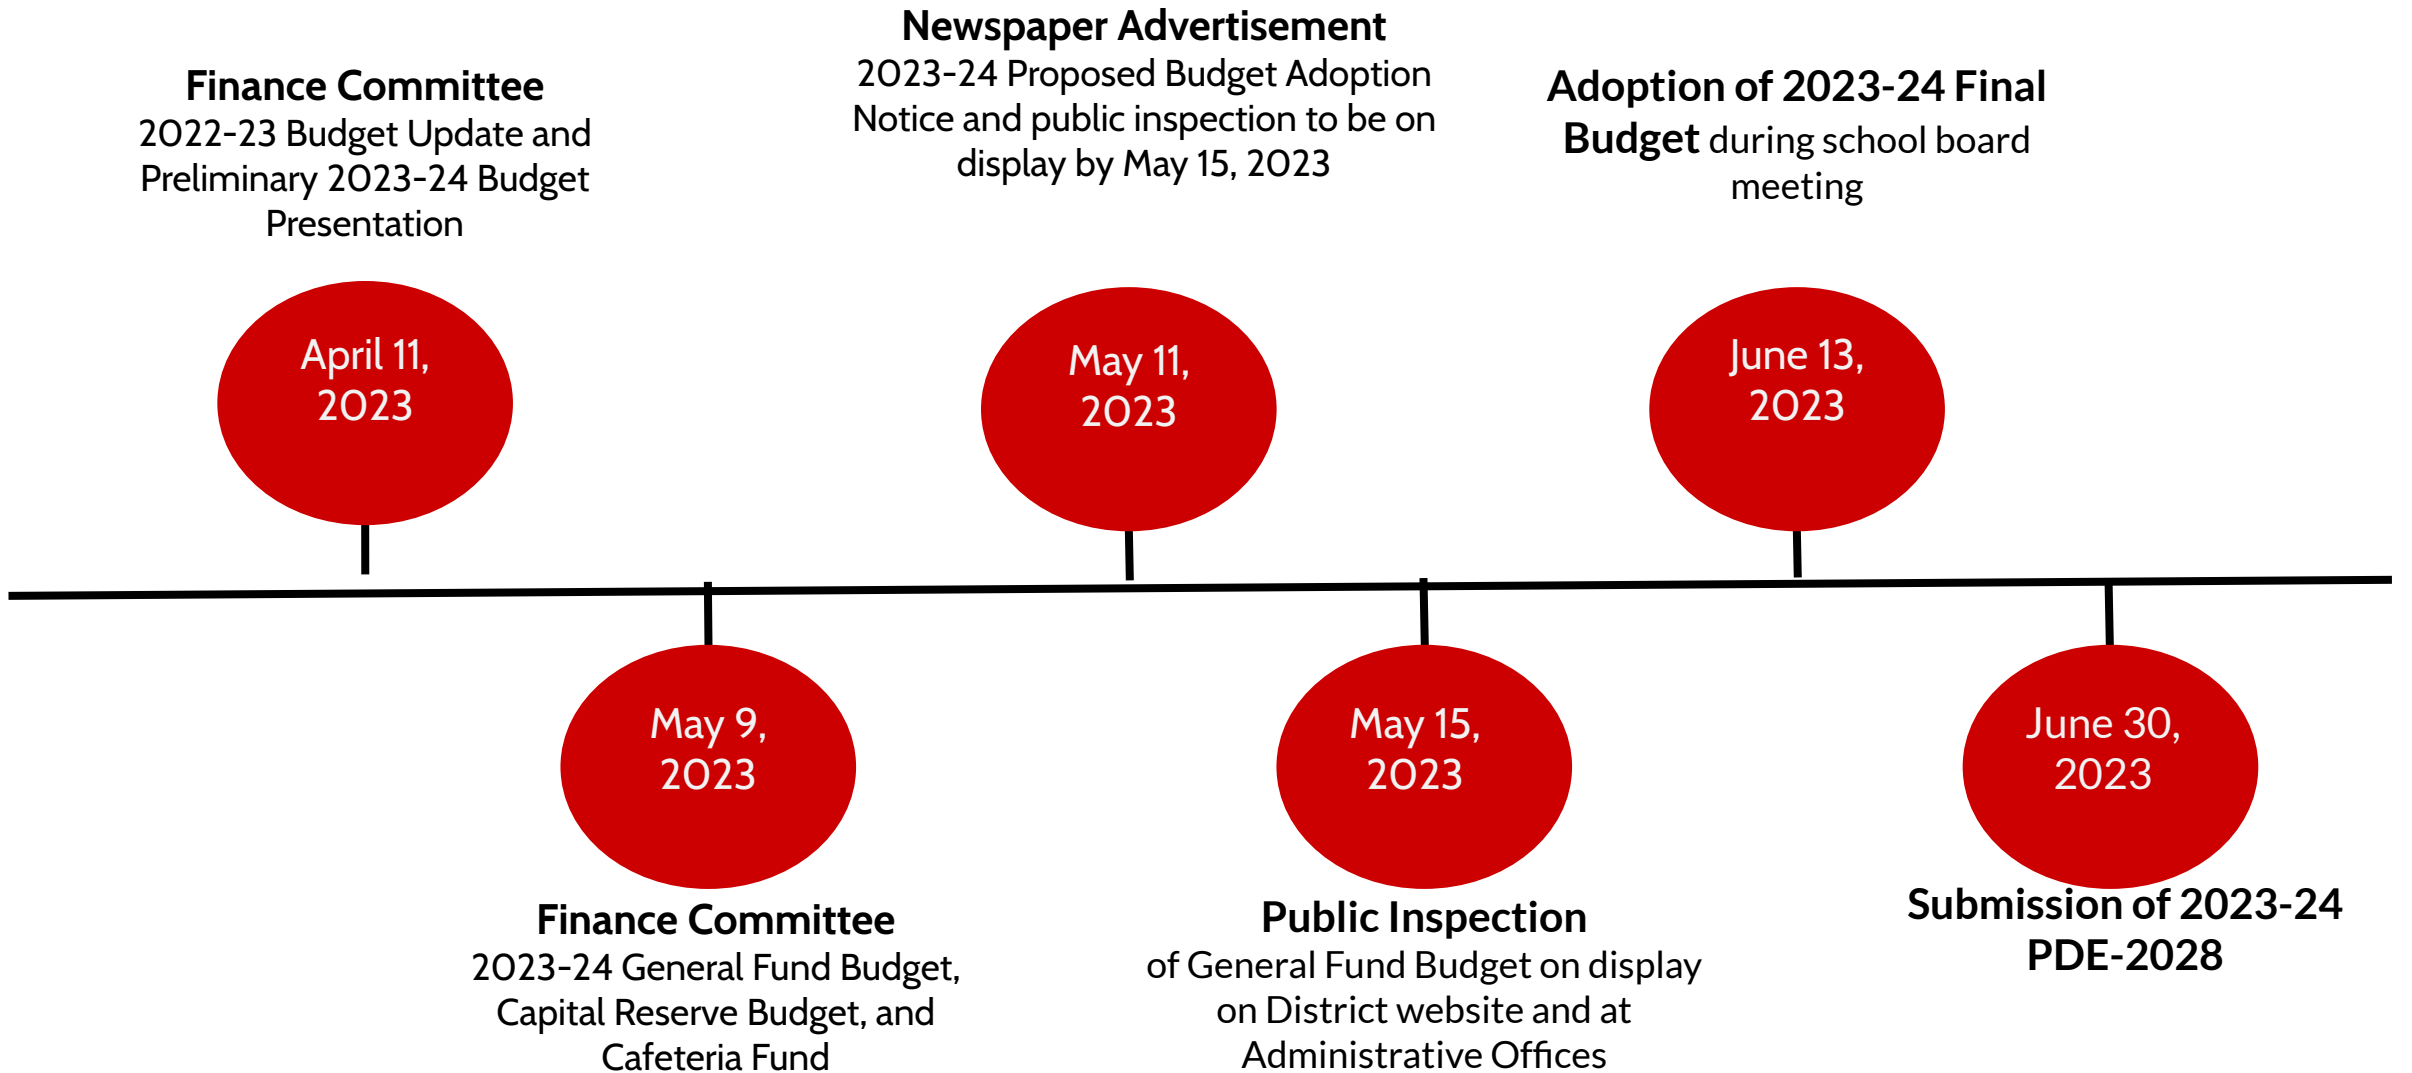 Finance Committee
2022-23 Budget Update and
Preliminary 2023-24 Budget
Presentation
April 11,
2023
May 9,
2023
Finance Committee
2023-24 General Fund Budget,
Capital Reserve Budget, and
Cafeteria Fund
Newspaper Advertisement
2023-24 Proposed Budget Adoption
Notice and public inspection to be on
display by May 15, 2023
May 11,
2023
May 15,
2023
Public Inspection
of General Fund Budget on display
on District website and at
Administrative Offices
Adoption of 2023-24 Final
Budget during school board
meeting
June 13,
2023
June 30,
2023
Submission of 2023-24
PDE-2028